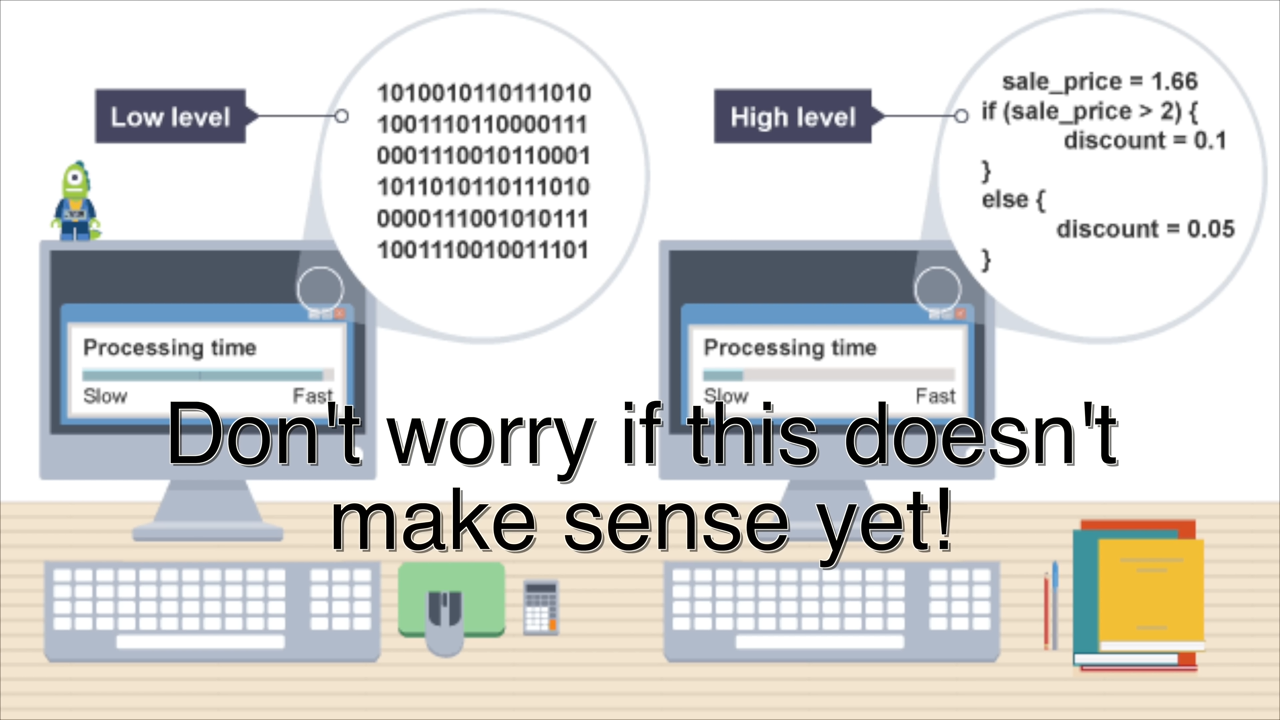 Low level
1010010110111010
1001110110000111
0001110010110001
1011010110111010
0000111001010111
1001110010011101
Processing time
Slow Fast
High level
sale_price = 1.66
if (sale_price > 2) {
discount = 0.1
}
else {
discount = 0.05
}
Processing time
Slow Fast
Don't worry if this doesn't
make sense yet!